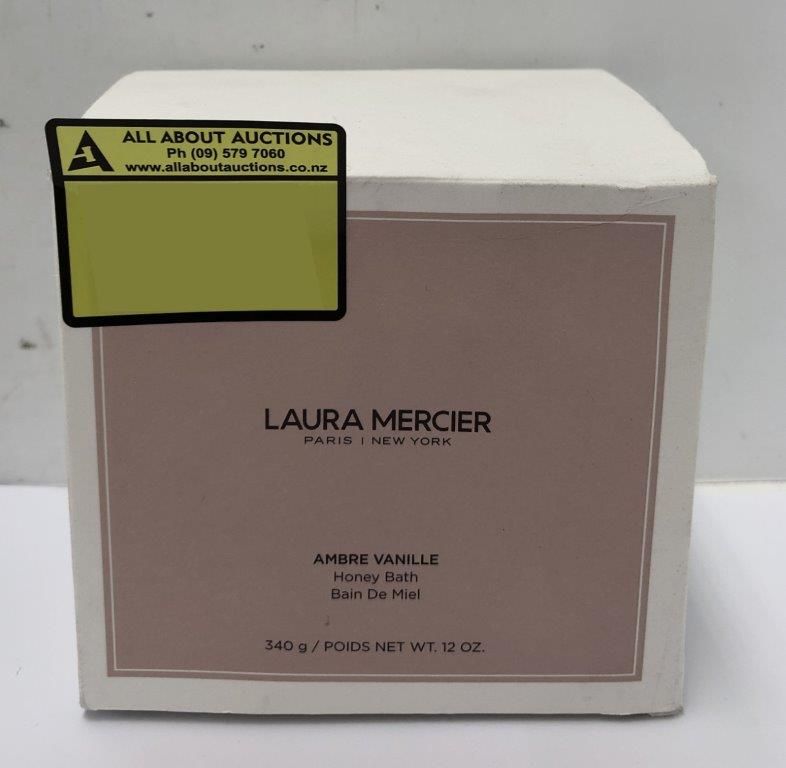 ALL ABOUT AUCTIONS
Ph (09) 579 7060
www.allaboutauctions.co.nz
LAURA MERCIER
PARIS | NEW YORK
AMBRE VANILLE
Honey Bath
Bain De Miel
340 g / POIDS NET WT. 12 OZ.